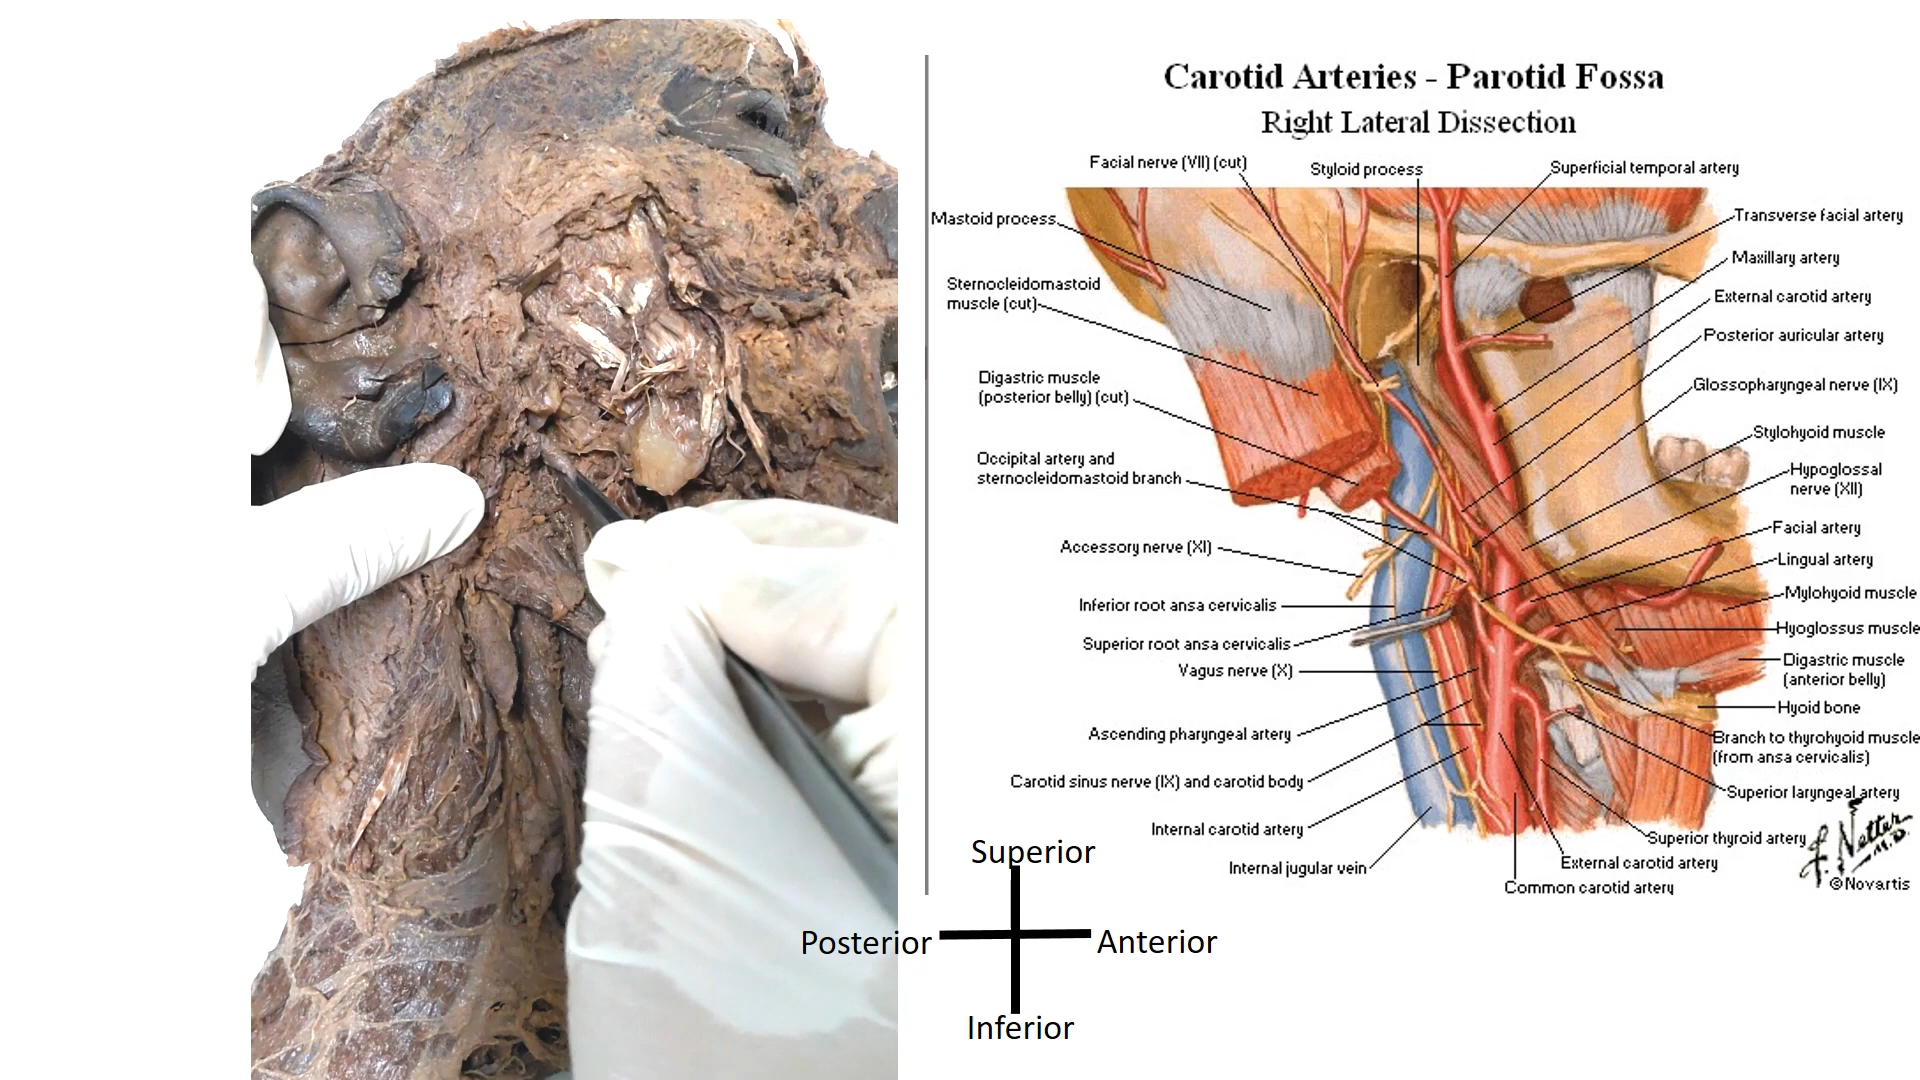 Carotid Arteries - Parotid Fossa
Right Lateral Dissection
Facial nerve (VII) (cut)
Styloid process
Superficial temporal artery
Mastoid process
Transverse facial artery
Maxillary artery
Sternocleidomastoid
muscle (cut)
External carotid artery
Posterior auricular artery
Digastric muscle
(posterior belly) (cut)
Glossopharyngeal nerve (IX)
Stylohyoid muscle
Occipital artery and
sternocleidomastoid branch
Hypoglossal
nerve (XII)
Facial artery
Accessory nerve (XI)
Lingual artery
Mylohyoid muscle
Inferior root ansa cervicalis
Hyoglossus muscle
Superior root ansa cervicalis
Digastric muscle
(anterior belly)
Vagus nerve (X)
Hyoid bone
Ascending pharyngeal artery
Branch to thyrohyoid muscle
(from ansa cervicalis)
Carotid sinus nerve (IX) and carotid body
Superior laryngeal artery
Internal carotid artery
Superior thyroid artery
Internal jugular vein
External carotid artery
Common carotid artery
F. Netter
M.D.
©Novartis
Superior
Posterior
Anterior
Inferior